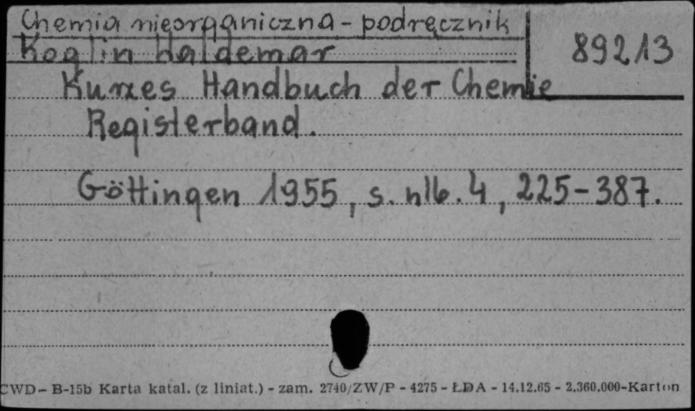 Chemia nieorganiczna - podręcznik
Koglin Waldemar
89213
Kurzes Handbuch der Chemie
Registerband.
Göttingen 1955, s. nlb. 4, 225-387.
CWD - B-15b Karta katal. (z liniat.) - zam. 2740/ZW/P - 4275 - ŁDA - 14.12.65 - 2.360.000-Karton